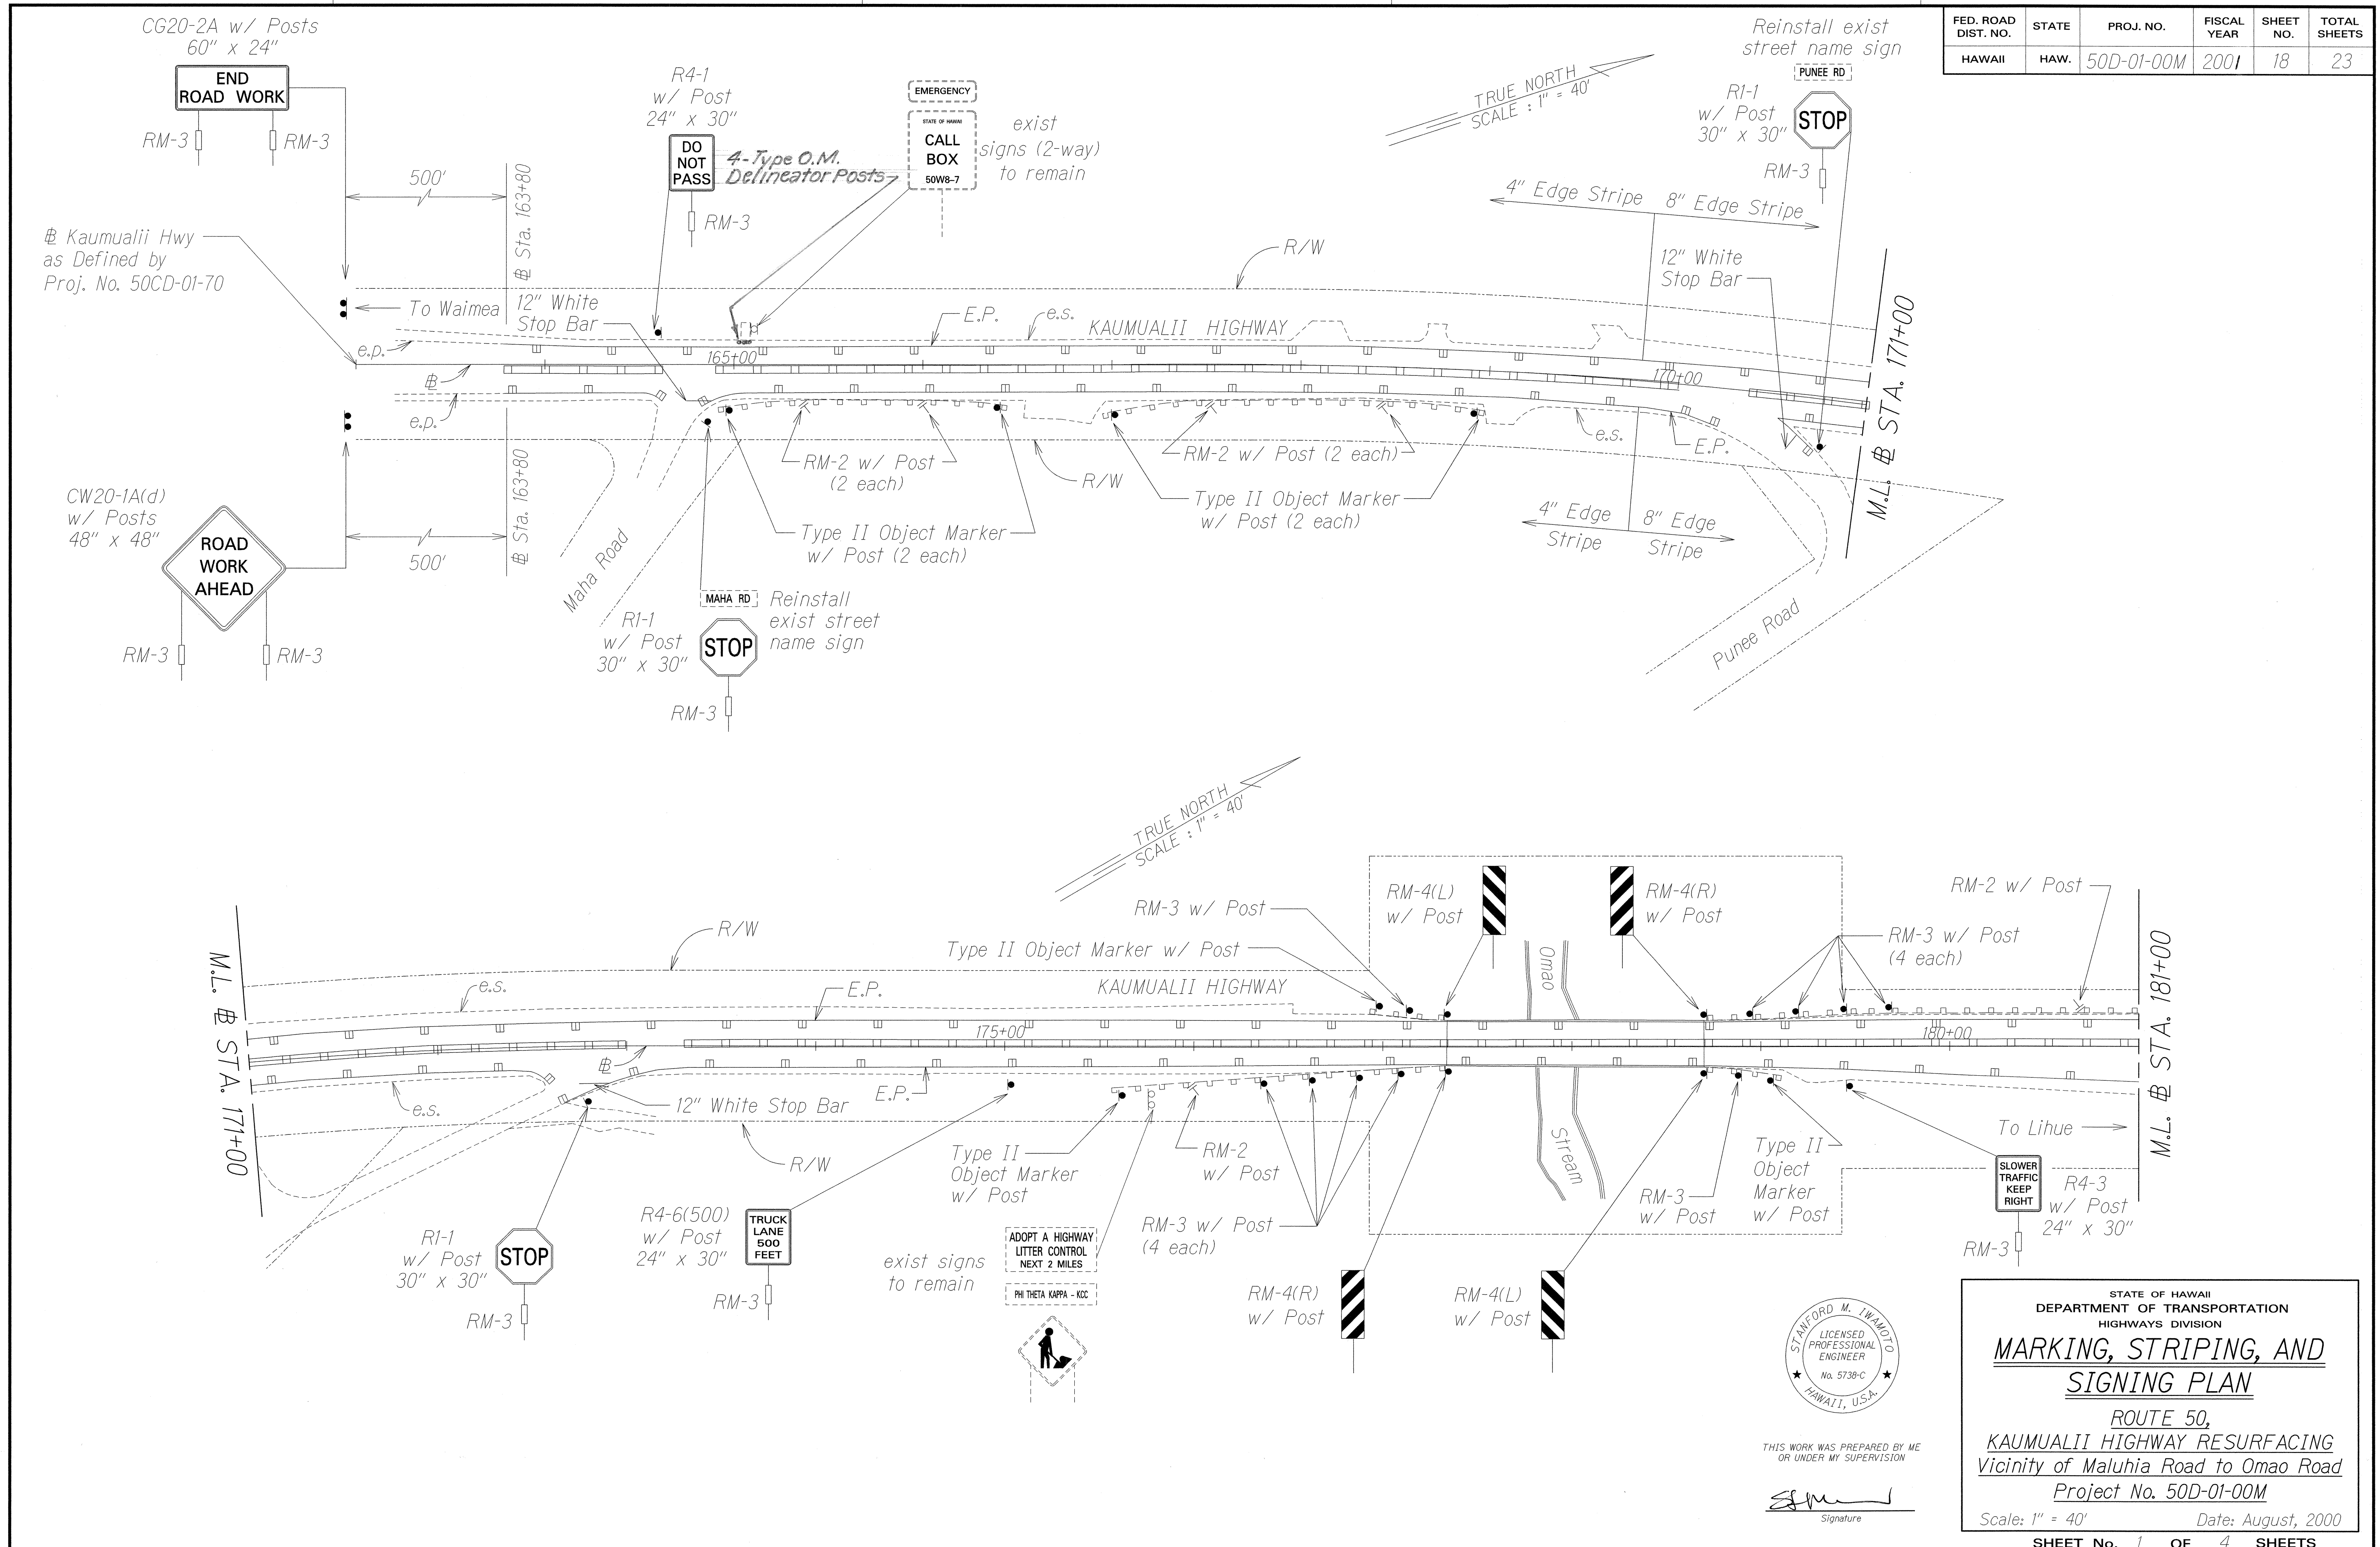 FED. ROAD DIST. NO. STATE PROJ. NO. FISCAL YEAR SHEET NO. TOTAL SHEETS
HAWAII HAW. 50D-01-00M 2001 18 23
CG20-2A w/ Posts
60" x 24"
END
ROAD WORK
RM-3
RM-3
500'
℄ Sta. 163+80
R4-1
w/ Post
24" x 30"
DO
NOT
PASS
RM-3
4-Type O.M.
Delineator Posts
EMERGENCY
STATE OF HAWAII
CALL
BOX
50W8-7
exist
signs (2-way)
to remain
TRUE NORTH
SCALE : 1" = 40'
Reinstall exist
street name sign
PUNEE RD
R1-1
w/ Post
30" x 30"
STOP
RM-3
4" Edge Stripe
8" Edge Stripe
12" White
Stop Bar
R/W
Kaumualii Hwy
as Defined by
Proj. No. 50CD-01-70
To Waimea
12" White
Stop Bar
E.P.
e.s.
KAUMUALII HIGHWAY
e.p.
165+00
170+00
e.p.
M.L. ℄ STA. 171+00
RM-2 w/ Post
(2 each)
R/W
RM-2 w/ Post (2 each)
e.s.
E.P.
Type II Object Marker
w/ Post (2 each)
Type II Object Marker
w/ Post (2 each)
4" Edge
Stripe
8" Edge
Stripe
CW20-1A(d)
w/ Posts
48" x 48"
ROAD
WORK
AHEAD
500'
℄ Sta. 163+80
RM-3
RM-3
Maha Road
MAHA RD
Reinstall
exist street
name sign
R1-1
w/ Post
30" x 30"
STOP
RM-3
Punee Road
TRUE NORTH
SCALE : 1" = 40'
RM-3 w/ Post
Type II Object Marker w/ Post
RM-4(L)
w/ Post
RM-4(R)
w/ Post
RM-2 w/ Post
RM-3 w/ Post
(4 each)
R/W
e.s.
E.P.
KAUMUALII HIGHWAY
Omao
Stream
175+00
180+00
M.L. ℄ STA. 171+00
M.L. ℄ STA. 181+00
e.s.
12" White Stop Bar
E.P.
R/W
To Lihue
R1-1
w/ Post
30" x 30"
STOP
RM-3
R4-6(500)
w/ Post
24" x 30"
TRUCK
LANE
500
FEET
RM-3
Type II
Object Marker
w/ Post
RM-2
w/ Post
exist signs
to remain
ADOPT A HIGHWAY
LITTER CONTROL
NEXT 2 MILES
PHI THETA KAPPA - KCC
RM-3 w/ Post
(4 each)
RM-4(R)
w/ Post
RM-4(L)
w/ Post
RM-3
w/ Post
Type II
Object
Marker
w/ Post
SLOWER
TRAFFIC
KEEP
RIGHT
R4-3
w/ Post
24" x 30"
RM-3
STANFORD M. IWAMOTO
LICENSED
PROFESSIONAL
ENGINEER
No. 5738-C
HAWAII, U.S.A.
THIS WORK WAS PREPARED BY ME
OR UNDER MY SUPERVISION
Signature
STATE OF HAWAII
DEPARTMENT OF TRANSPORTATION
HIGHWAYS DIVISION
MARKING, STRIPING, AND
SIGNING PLAN
ROUTE 50,
KAUMUALII HIGHWAY RESURFACING
Vicinity of Maluhia Road to Omao Road
Project No. 50D-01-00M
Scale: 1" = 40' Date: August, 2000
SHEET No. 1 OF 4 SHEETS